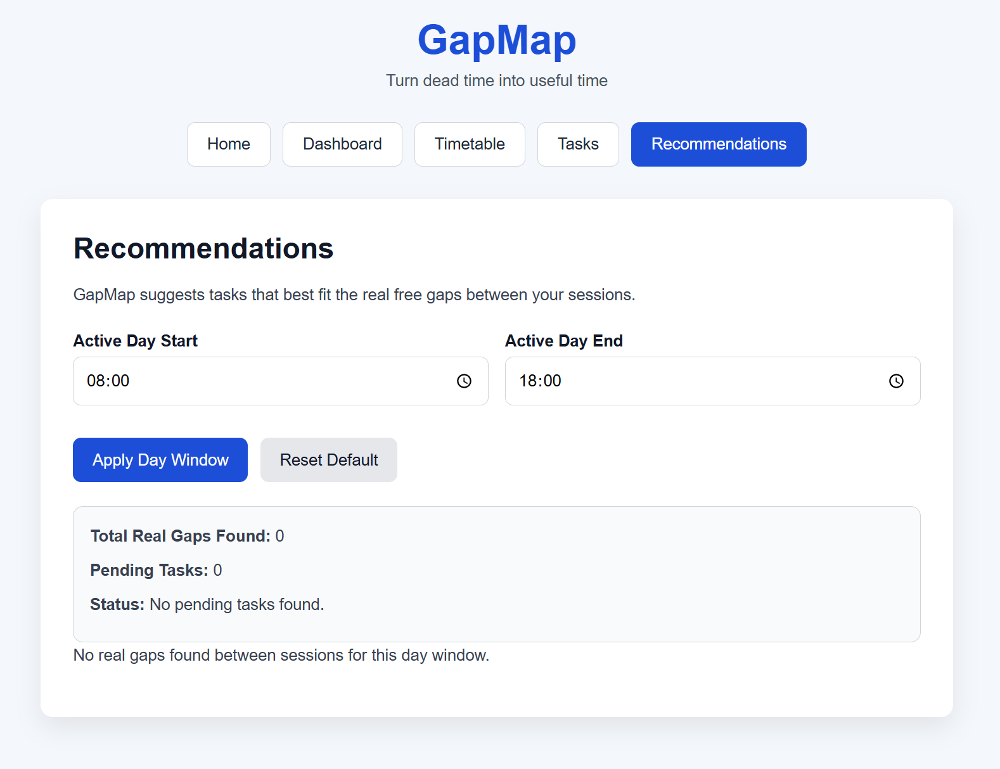 GapMap
Turn dead time into useful time
Home Dashboard Timetable Tasks Recommendations
Recommendations
GapMap suggests tasks that best fit the real free gaps between your sessions.
Active Day Start Active Day End
08:00 18:00
Apply Day Window Reset Default
Total Real Gaps Found: 0
Pending Tasks: 0
Status: No pending tasks found.
No real gaps found between sessions for this day window.